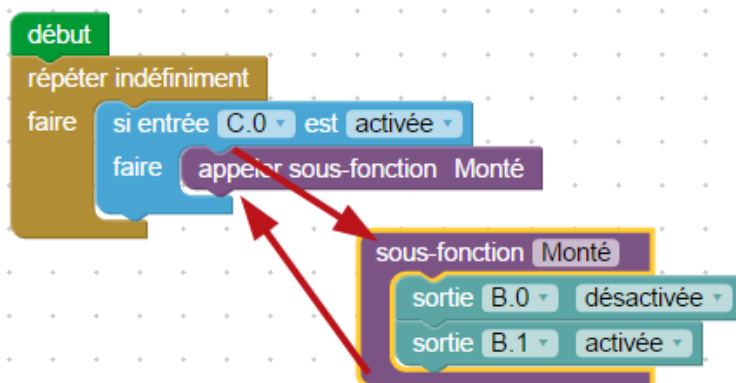 début
répéter indéfiniment
faire si entrée C.0 est activée
faire appeler sous-fonction Monté
sous-fonction Monté
sortie B.0 désactivée
sortie B.1 activée